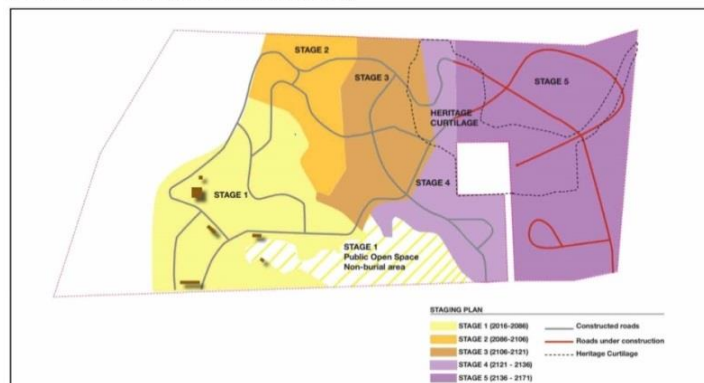 STAGE 2
STAGE 3
STAGE 5
HERITAGE
CURTILAGE
STAGE 1
STAGE 4
STAGE 1
Public Open Space
Non-burial area
STAGING PLAN
STAGE 1 (2016-2086)
STAGE 2 (2086-2106)
STAGE 3 (2106-2121)
STAGE 4 (2121 - 2136)
STAGE 5 (2136 - 2171)
Constructed roads
Roads under construction
Heritage Curtilage